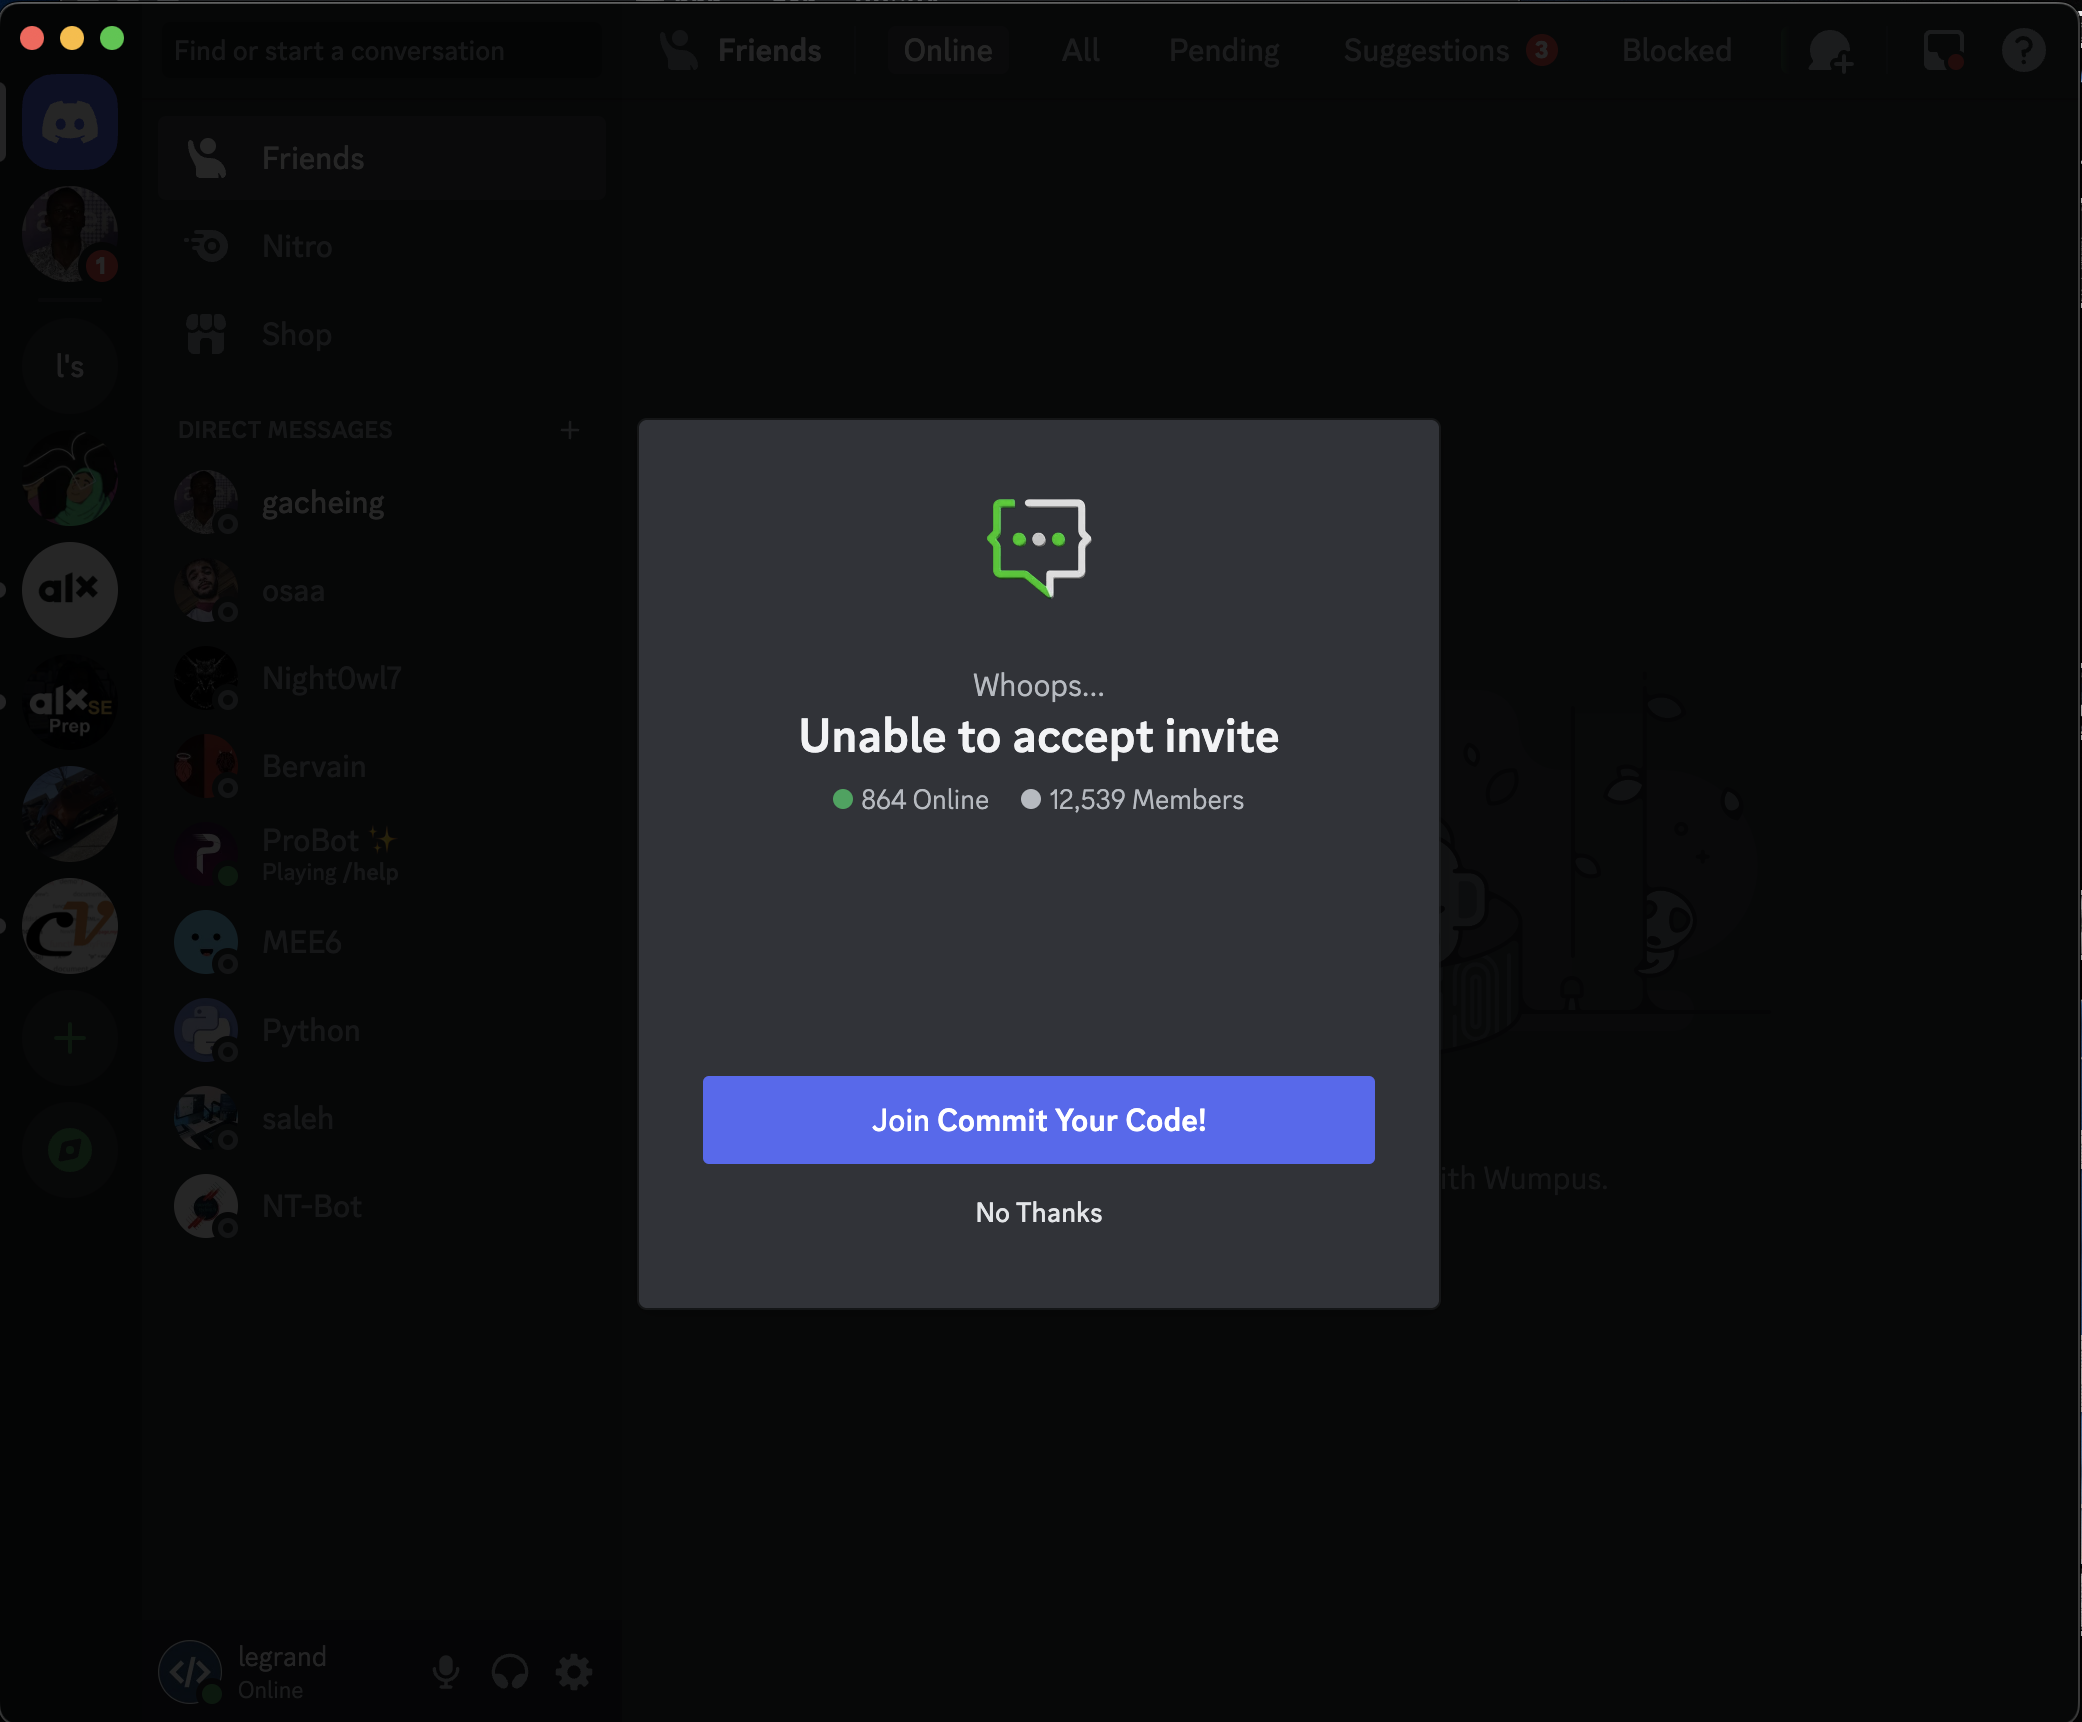 Find or start a conversation
Friends
Online
All
Pending
Suggestions 3
Blocked
1
Friends
Nitro
Shop
l's
DIRECT MESSAGES
gacheing
osaa
alx
Night0wl7
alx SE
Prep
Bervain
ProBot ✨
Playing /help
MEE6
cv
Python
saleh
NT-Bot
Whoops...
Unable to accept invite
864 Online 12,539 Members
Join Commit Your Code!
No Thanks
ith Wumpus.
legrand
Online